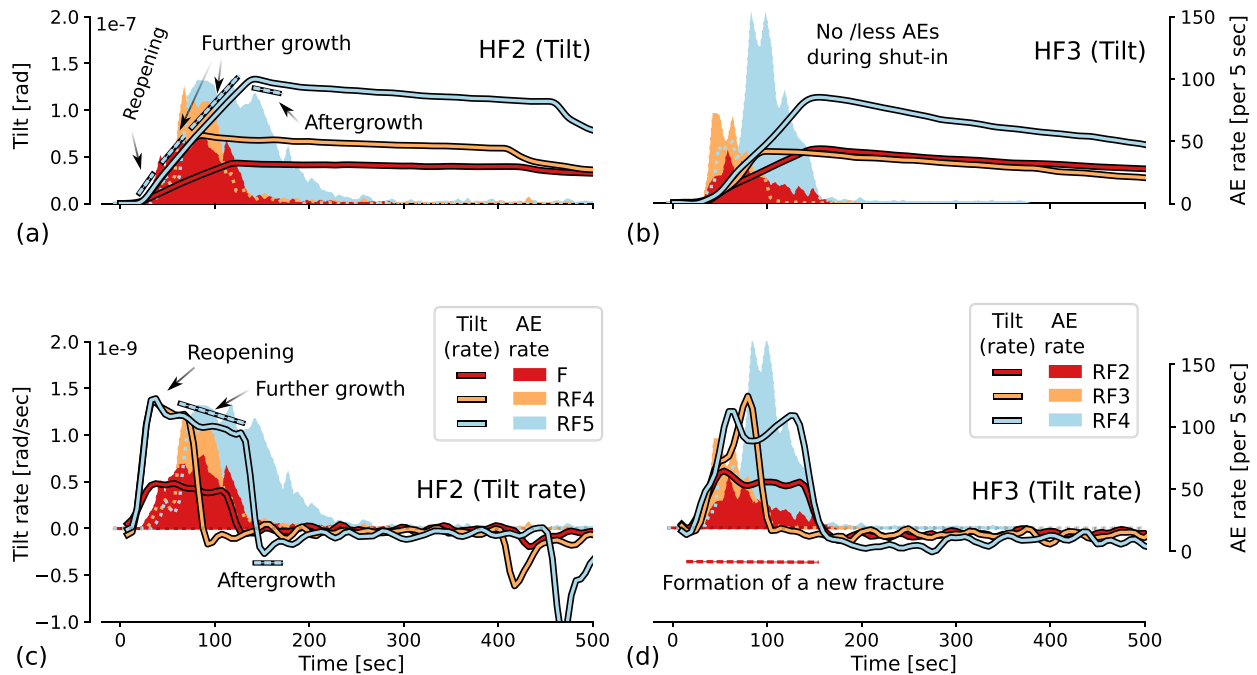 2.0
1.5
1.0
0.5
0.0
1e-7
Tilt [rad]
Reopening
Further growth
Aftergrowth
HF2 (Tilt)
(a)
No /less AEs
during shut-in
HF3 (Tilt)
150
100
50
0
AE rate [per 5 sec]
(b)
2.0
1.5
1.0
0.5
0.0
−0.5
−1.0
1e-9
Tilt rate [rad/sec]
Reopening
Further growth
Aftergrowth
HF2 (Tilt rate)
Tilt AE
(rate) rate
F
RF4
RF5
0 100 200 300 400 500
Time [sec]
(c)
Tilt AE
(rate) rate
RF2
RF3
RF4
HF3 (Tilt rate)
Formation of a new fracture
150
100
50
0
AE rate [per 5 sec]
0 100 200 300 400 500
Time [sec]
(d)